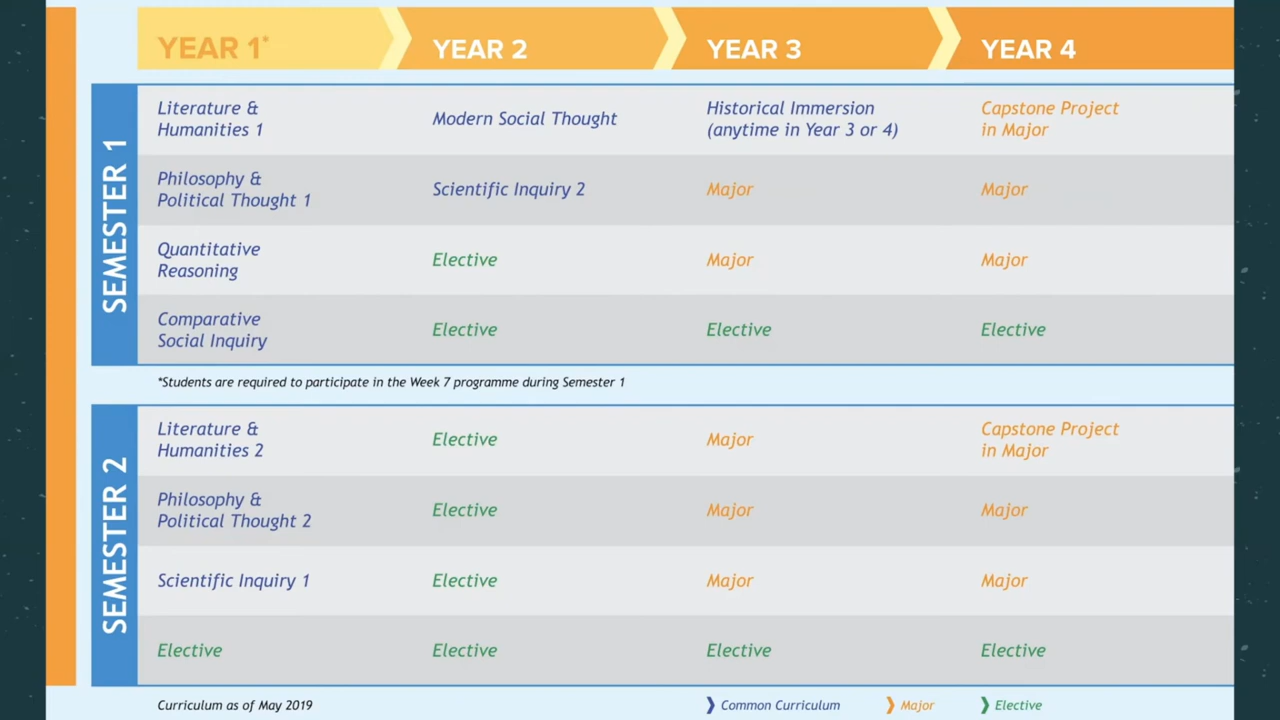 YEAR 1*
YEAR 2
YEAR 3
YEAR 4
SEMESTER 1
Literature &
Humanities 1
Modern Social Thought
Historical Immersion
(anytime in Year 3 or 4)
Capstone Project
in Major
Philosophy &
Political Thought 1
Scientific Inquiry 2
Major
Major
Quantitative
Reasoning
Elective
Major
Major
Comparative
Social Inquiry
Elective
Elective
Elective
*Students are required to participate in the Week 7 programme during Semester 1
SEMESTER 2
Literature &
Humanities 2
Elective
Major
Capstone Project
in Major
Philosophy &
Political Thought 2
Elective
Major
Major
Scientific Inquiry 1
Elective
Major
Major
Elective
Elective
Elective
Elective
Curriculum as of May 2019
Common Curriculum
Major
Elective